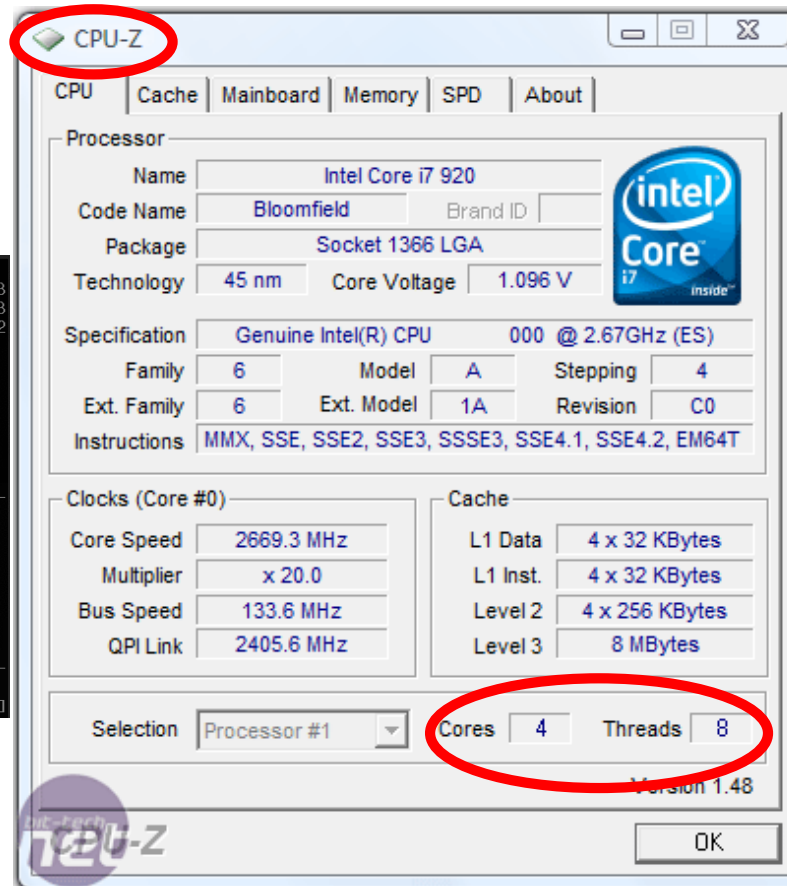 CPU-Z
CPU Cache Mainboard Memory SPD About
Processor
Name Intel Core i7 920
Code Name Bloomfield Brand ID
Package Socket 1366 LGA
Technology 45 nm Core Voltage 1.096 V
intel Core™ i7 inside™
Specification Genuine Intel(R) CPU 000 @ 2.67GHz (ES)
Family 6 Model A Stepping 4
Ext. Family 6 Ext. Model 1A Revision C0
Instructions MMX, SSE, SSE2, SSE3, SSSE3, SSE4.1, SSE4.2, EM64T
Clocks (Core #0)
Core Speed 2669.3 MHz
Multiplier x 20.0
Bus Speed 133.6 MHz
QPI Link 2405.6 MHz
Cache
L1 Data 4 x 32 KBytes
L1 Inst. 4 x 32 KBytes
Level 2 4 x 256 KBytes
Level 3 8 MBytes
Selection Processor #1 Cores 4 Threads 8
Version 1.48
bit-tech
net
CPU-Z
OK